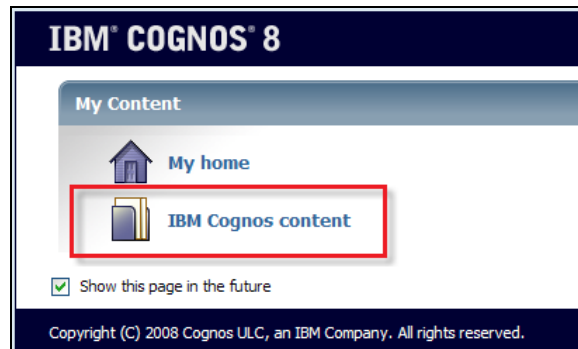 IBM® COGNOS® 8
My Content
My home
IBM Cognos content
Show this page in the future
Copyright (C) 2008 Cognos ULC, an IBM Company. All rights reserved.